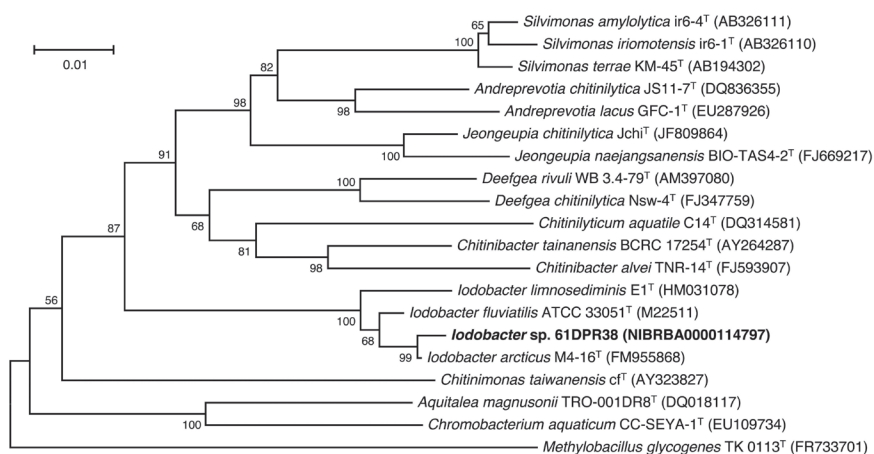 65
Silvimonas amylolytica ir6-4ᵀ (AB326111)
100
Silvimonas iriomotensis ir6-1ᵀ (AB326110)
0.01
82
Silvimonas terrae KM-45ᵀ (AB194302)
Andreprevotia chitinilytica JS11-7ᵀ (DQ836355)
98
98
Andreprevotia lacus GFC-1ᵀ (EU287926)
Jeongeupia chitinilytica Jchiᵀ (JF809864)
91
100
Jeongeupia naejangsanensis BIO-TAS4-2ᵀ (FJ669217)
100
Deefgea rivuli WB 3.4-79ᵀ (AM397080)
Deefgea chitinilytica Nsw-4ᵀ (FJ347759)
68
Chitinilyticum aquatile C14ᵀ (DQ314581)
87
81
Chitinibacter tainanensis BCRC 17254ᵀ (AY264287)
98
Chitinibacter alvei TNR-14ᵀ (FJ593907)
Iodobacter limnosediminis E1ᵀ (HM031078)
56
100
Iodobacter fluviatilis ATCC 33051ᵀ (M22511)
68
Iodobacter sp. 61DPR38 (NIBRBA0000114797)
99
Iodobacter arcticus M4-16ᵀ (FM955868)
Chitinimonas taiwanensis cfᵀ (AY323827)
Aquitalea magnusonii TRO-001DR8ᵀ (DQ018117)
100
Chromobacterium aquaticum CC-SEYA-1ᵀ (EU109734)
Methylobacillus glycogenes TK 0113ᵀ (FR733701)